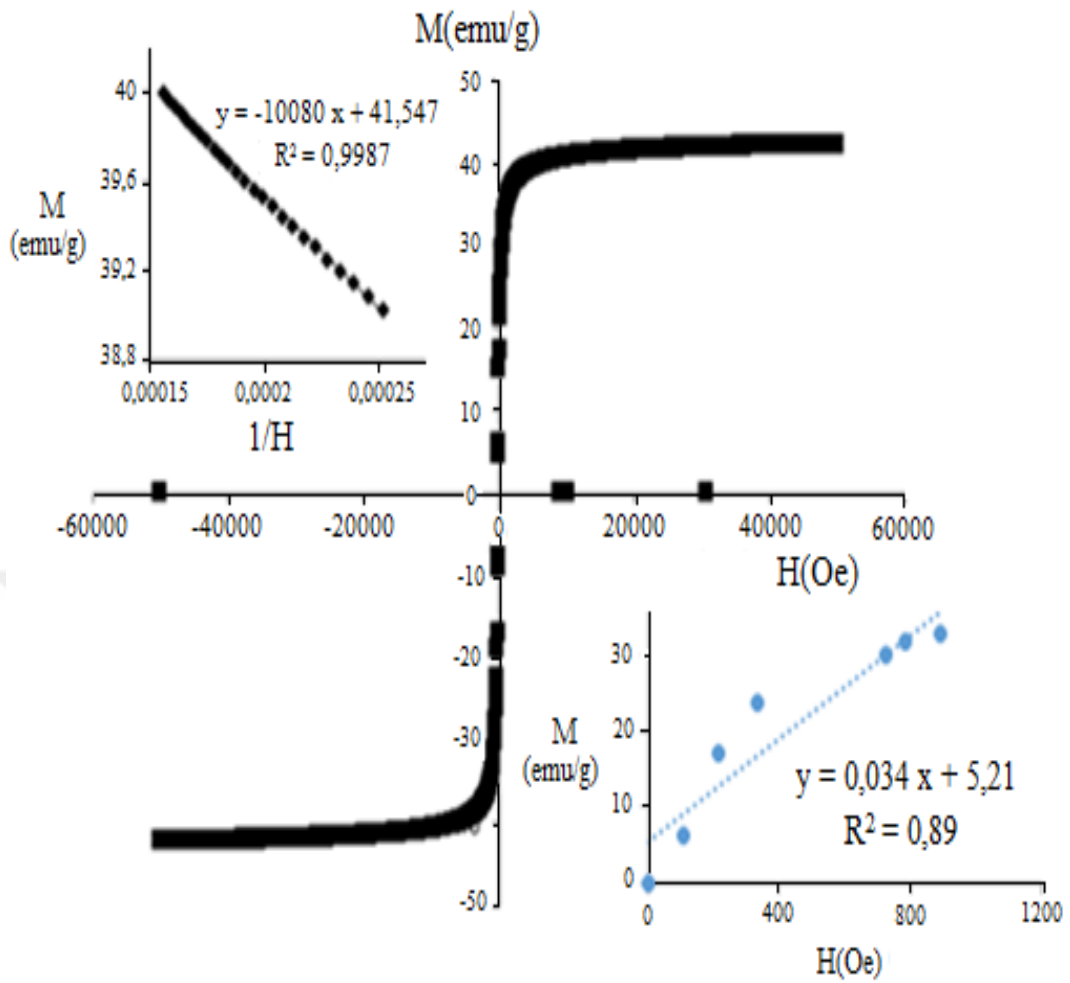 M(emu/g)
50
40
30
20
10
0
-10
-20
-30
-50
-60000
-40000
-20000
0
20000
40000
60000
H(Oe)
40
39,6
39,2
38,8
M
(emu/g)
y = -10080 x + 41,547
R² = 0,9987
0,00015
0,0002
0,00025
1/H
30
20
10
0
M
(emu/g)
y = 0,034 x + 5,21
R² = 0,89
0
400
800
1200
H(Oe)